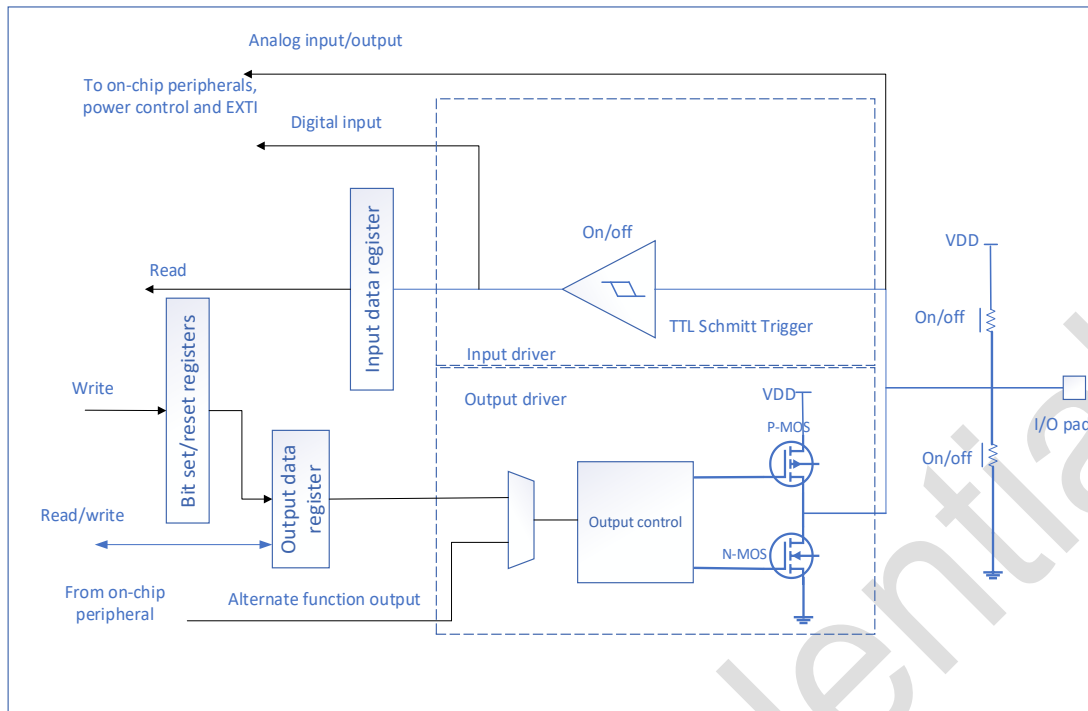 Analog input/output
To on-chip peripherals,
power control and EXTI
Digital input
Input data register
On/off
VDD
Read
On/off
TTL Schmitt Trigger
Bit set/reset registers
Input driver
Write
Output driver
VDD
P-MOS
I/O pad
On/off
Output data
register
Read/write
Output control
N-MOS
From on-chip
peripheral
Alternate function output